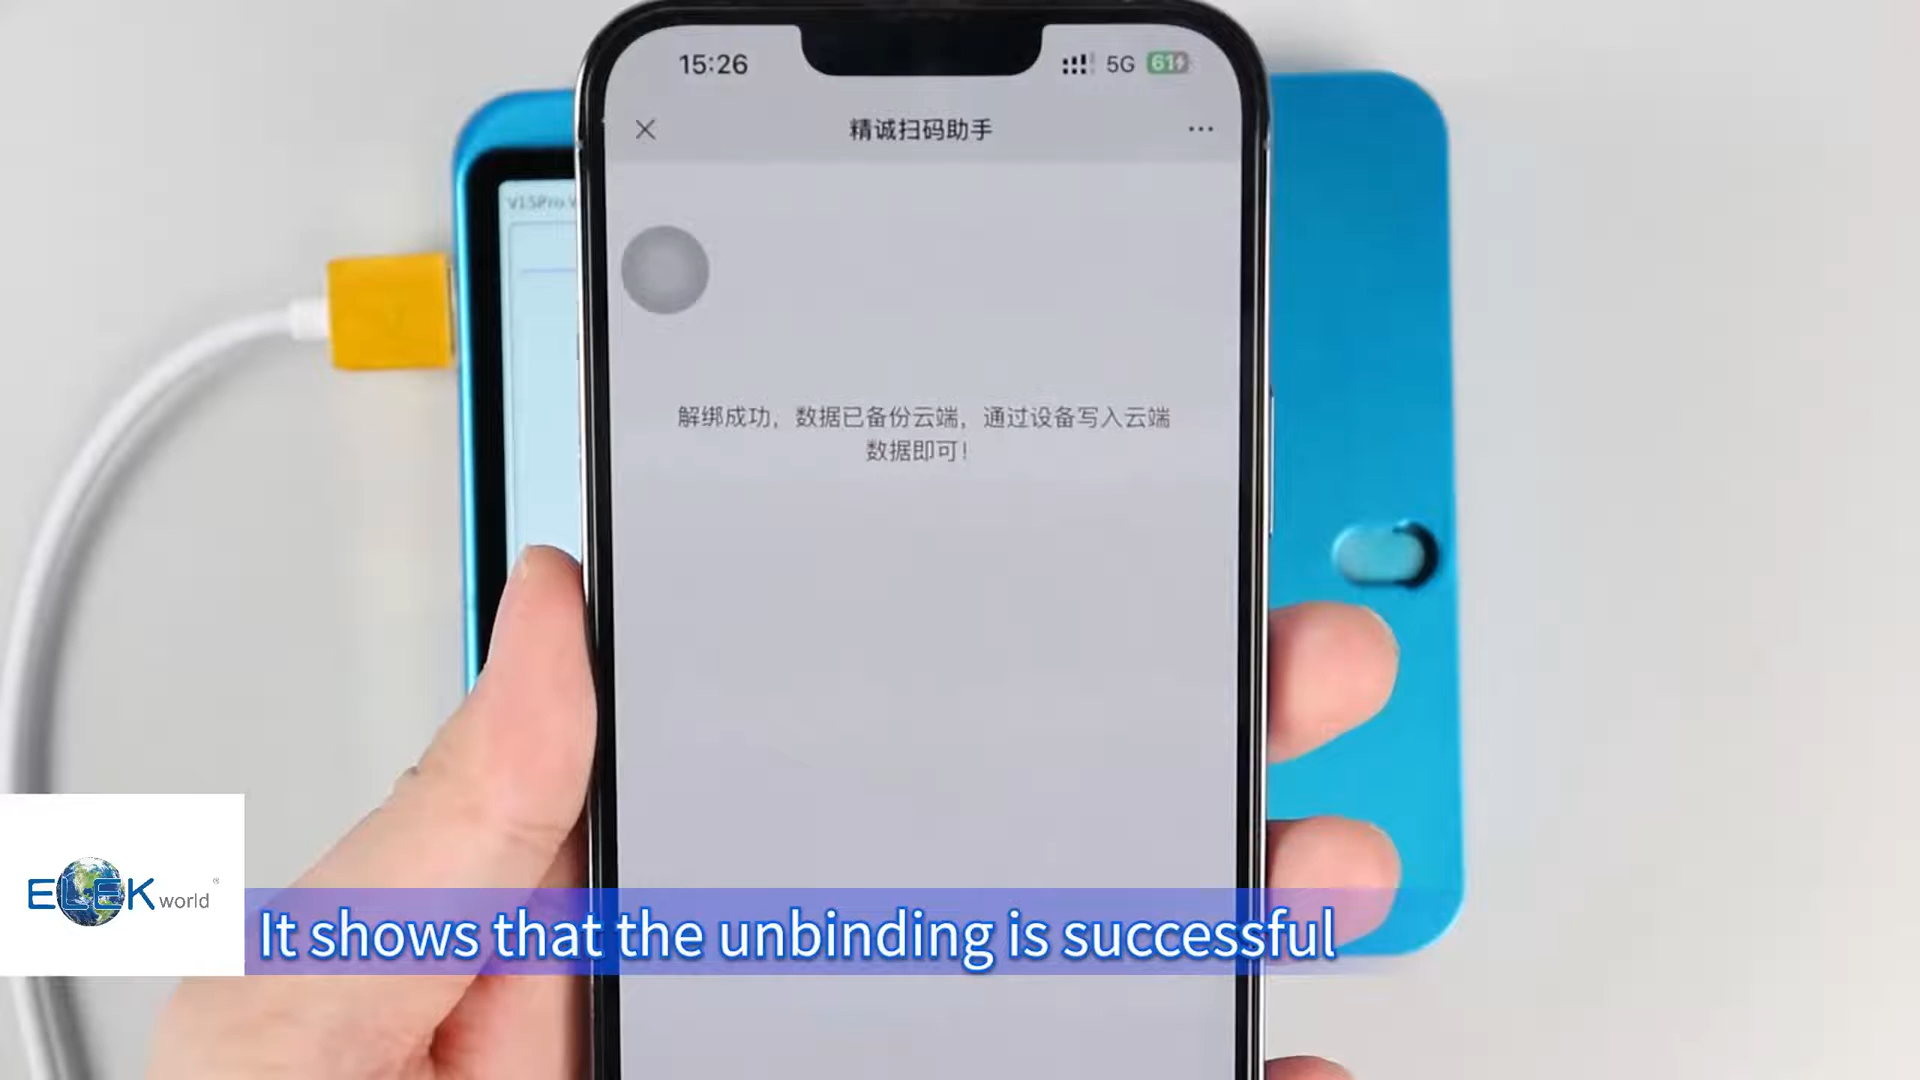 15:26
5G
61
精诚扫码助手
V15Pro
解绑成功，数据已备份云端，通过设备写入云端
数据即可！
ELEK world®
It shows that the unbinding is successful